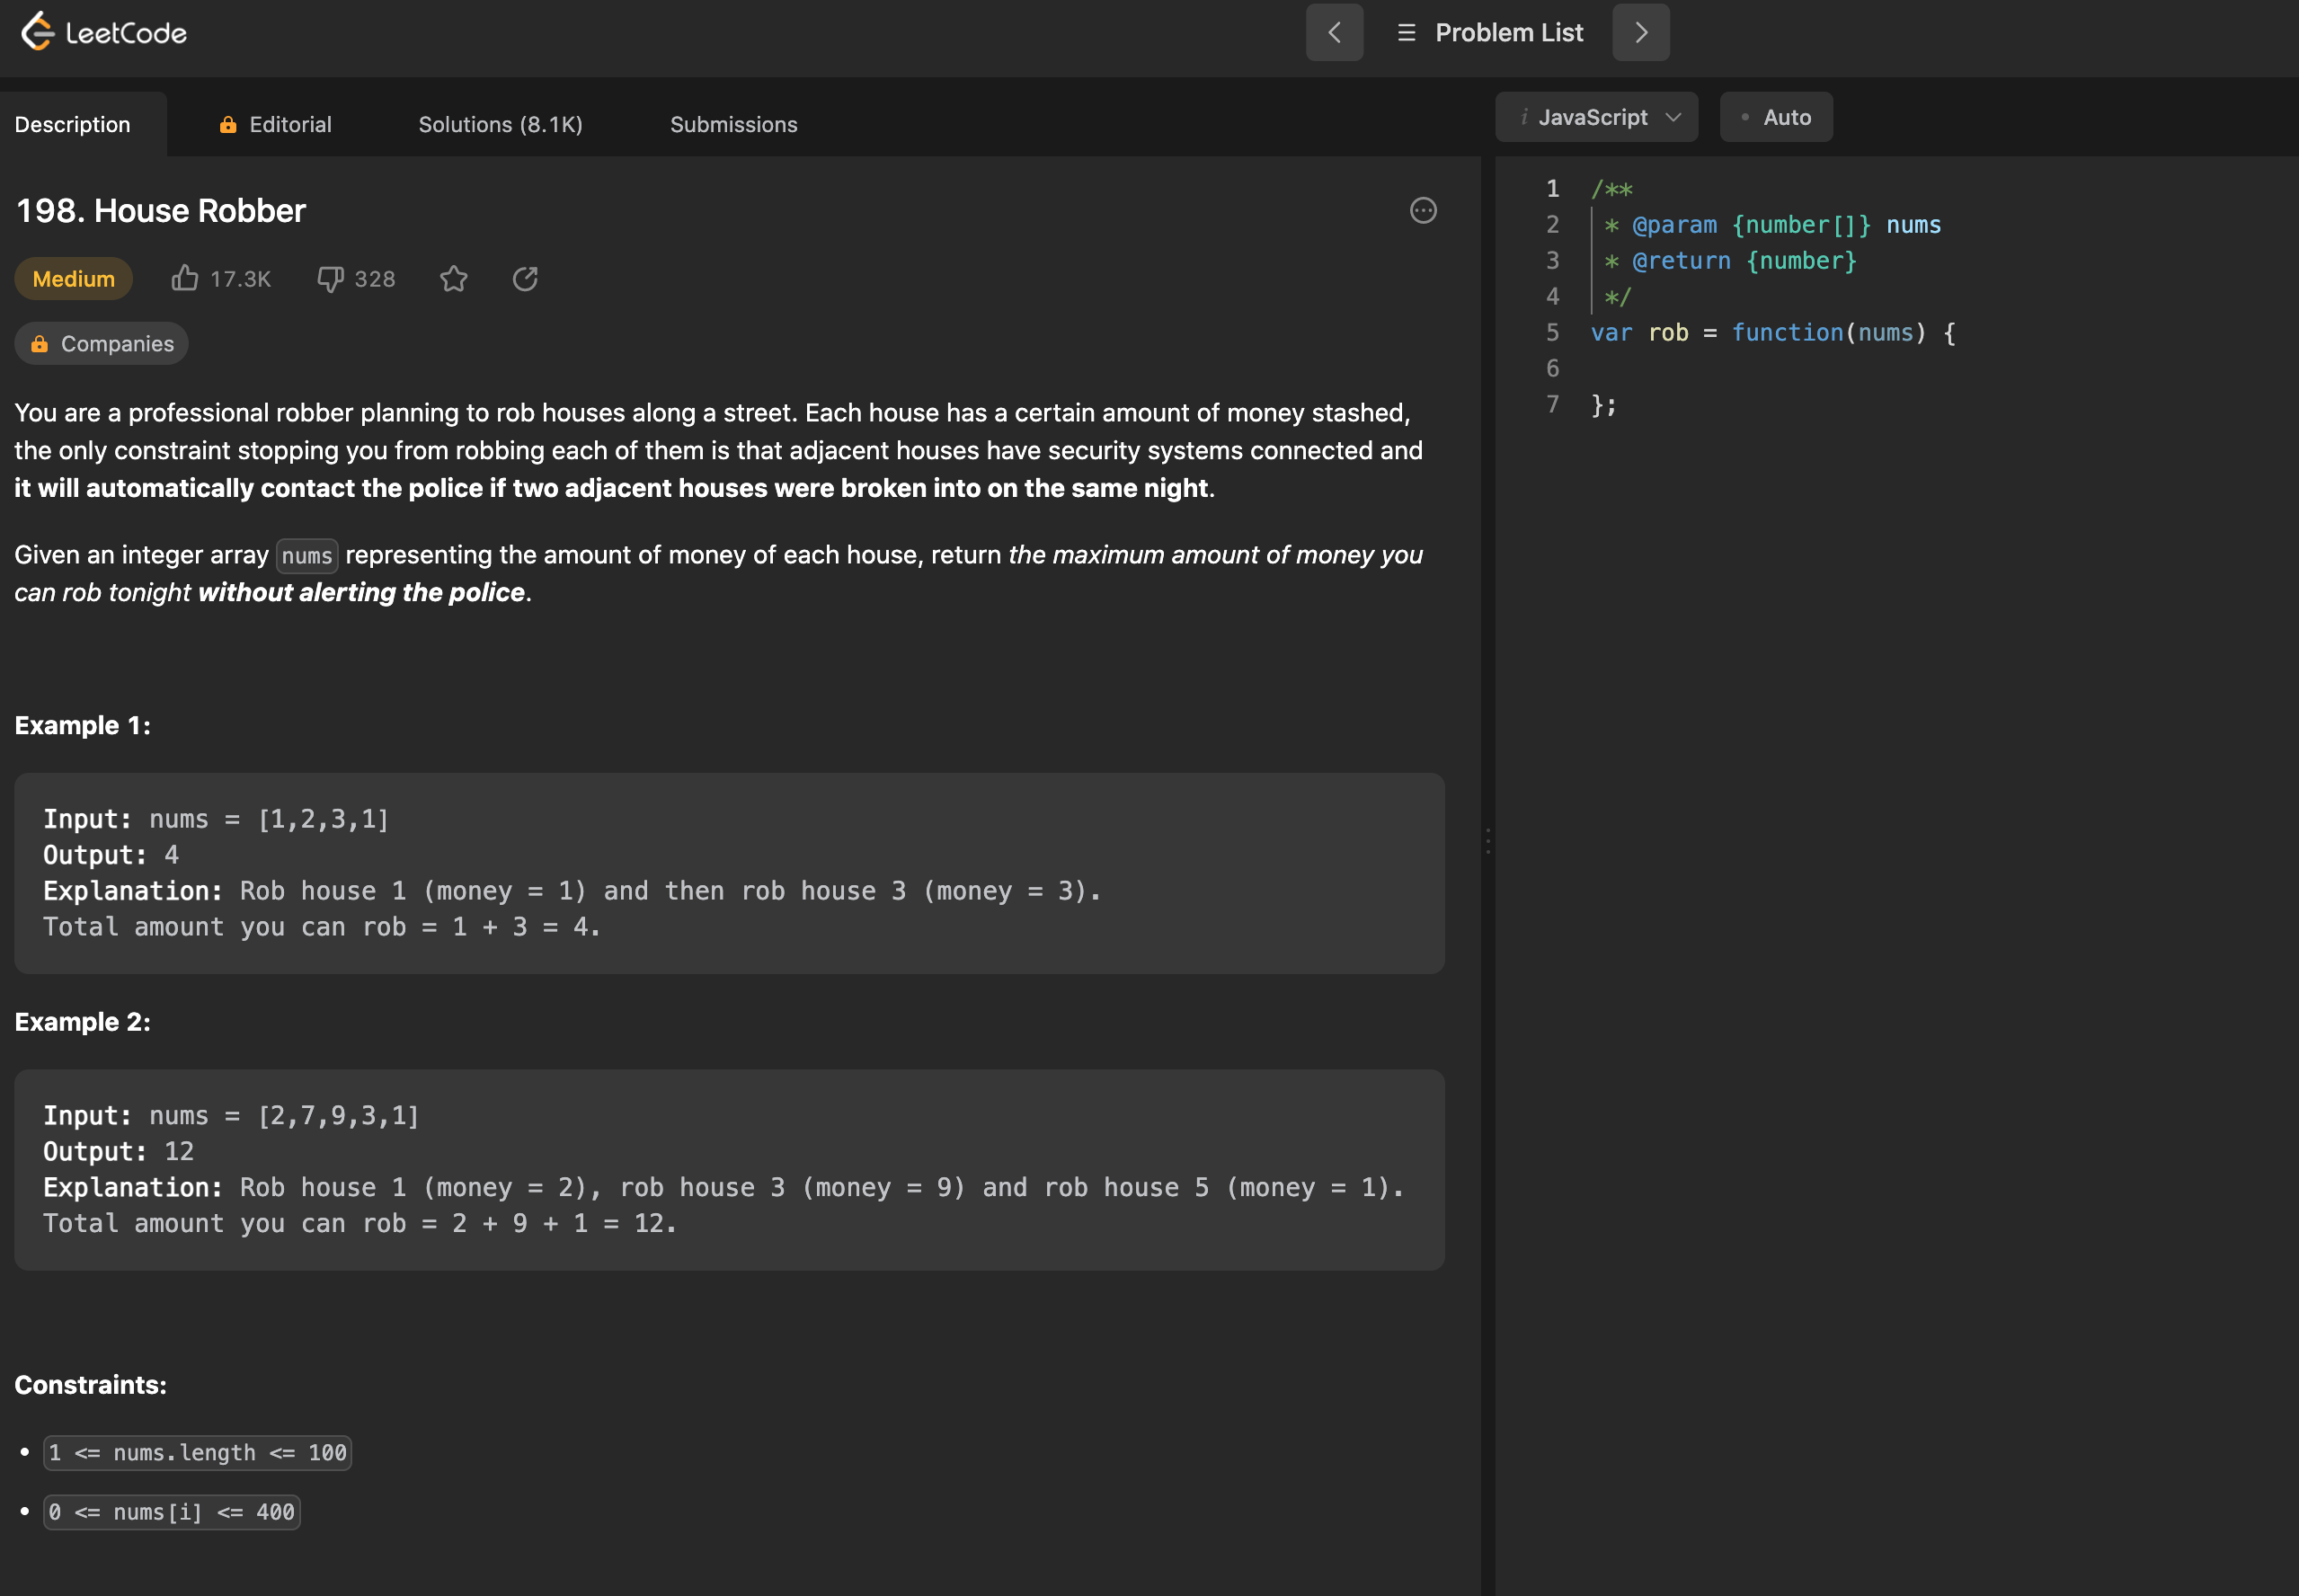 LeetCode
Problem List
Description
Editorial
Solutions (8.1K)
Submissions
i JavaScript
• Auto
198. House Robber
Medium
17.3K
328
Companies
You are a professional robber planning to rob houses along a street. Each house has a certain amount of money stashed,
the only constraint stopping you from robbing each of them is that adjacent houses have security systems connected and
it will automatically contact the police if two adjacent houses were broken into on the same night.
Given an integer array nums representing the amount of money of each house, return the maximum amount of money you
can rob tonight without alerting the police.
Example 1:
Input: nums = [1,2,3,1]
Output: 4
Explanation: Rob house 1 (money = 1) and then rob house 3 (money = 3).
Total amount you can rob = 1 + 3 = 4.
Example 2:
Input: nums = [2,7,9,3,1]
Output: 12
Explanation: Rob house 1 (money = 2), rob house 3 (money = 9) and rob house 5 (money = 1).
Total amount you can rob = 2 + 9 + 1 = 12.
Constraints:
• 1 <= nums.length <= 100
• 0 <= nums[i] <= 400
1 /**
2 * @param {number[]} nums
3 * @return {number}
4 */
5 var rob = function(nums) {
6
7 };